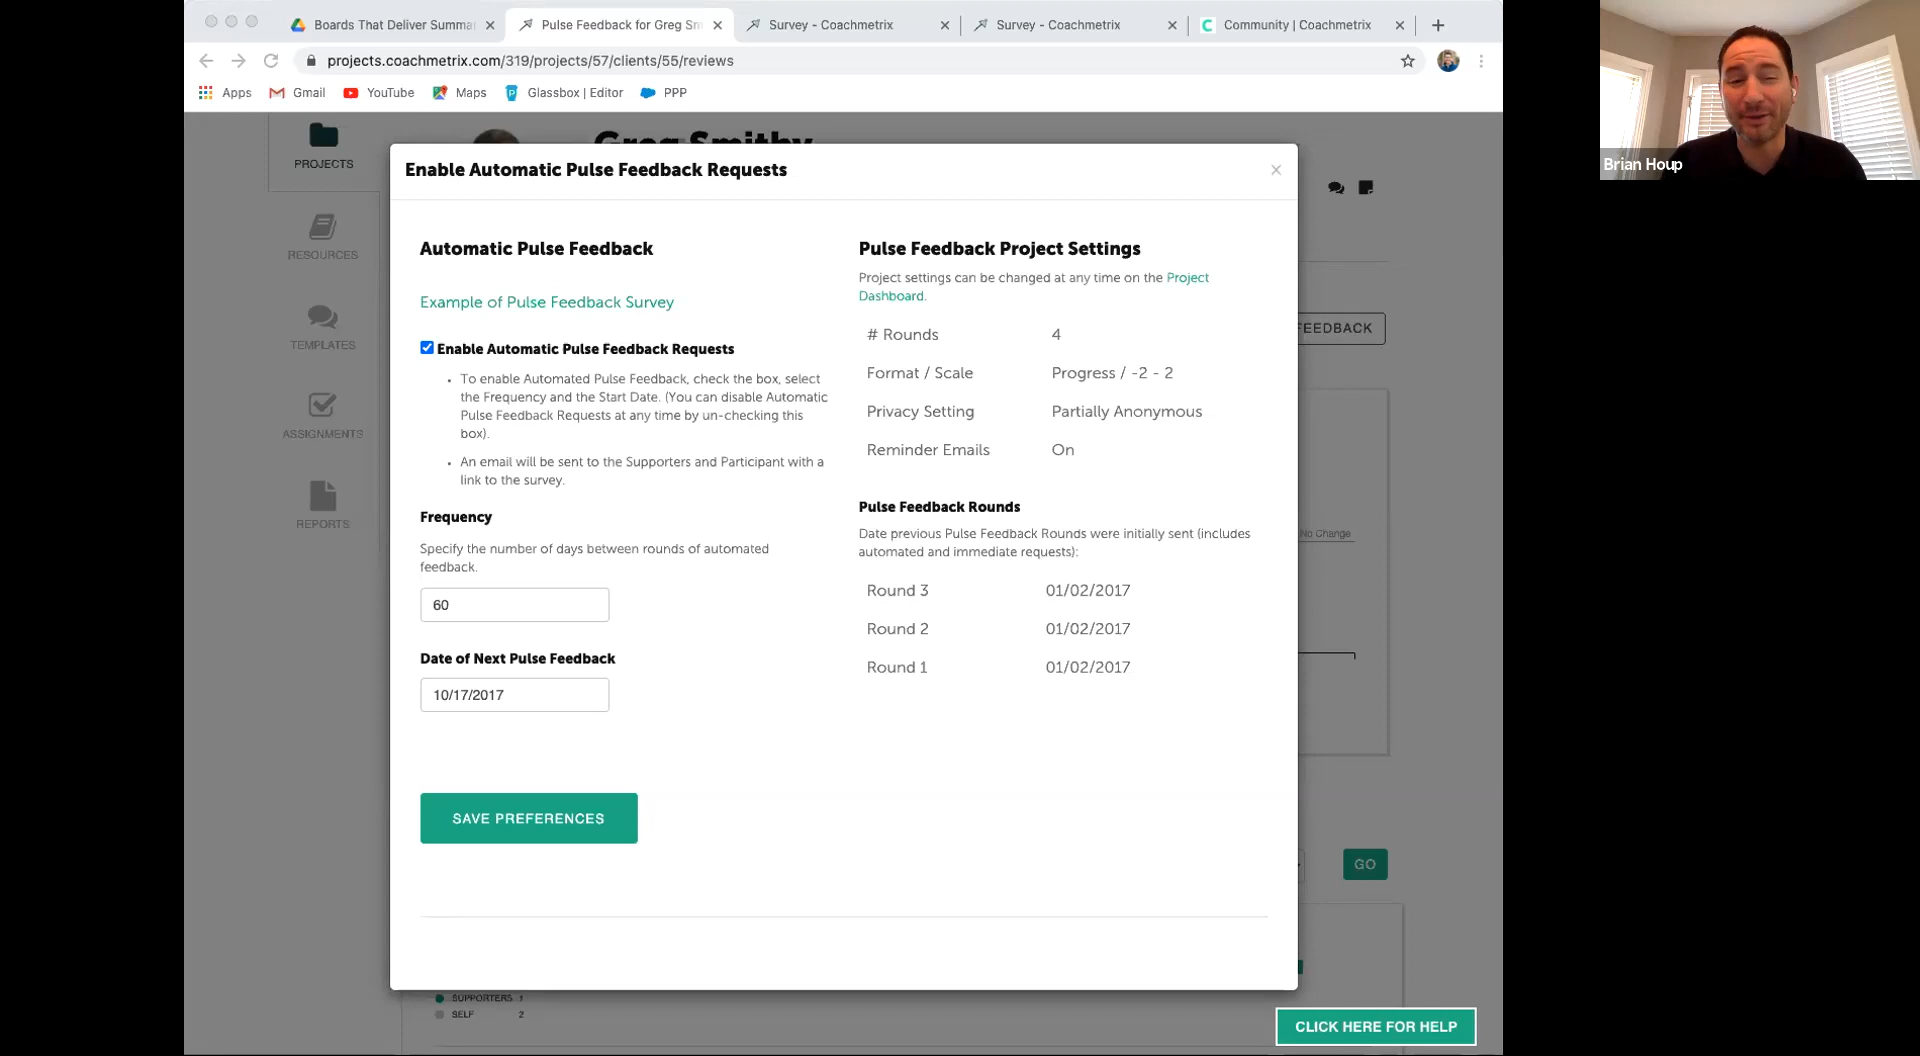 Boards That Deliver Summar
Pulse Feedback for Greg Sm
Survey - Coachmetrix
Survey - Coachmetrix
Community | Coachmetrix
projects.coachmetrix.com/319/projects/57/clients/55/reviews
Apps
Gmail
YouTube
Maps
Glassbox | Editor
PPP
Brian Houp
Greg Smithy
PROJECTS
RESOURCES
TEMPLATES
ASSIGNMENTS
REPORTS
Enable Automatic Pulse Feedback Requests
Automatic Pulse Feedback
Example of Pulse Feedback Survey
Enable Automatic Pulse Feedback Requests
• To enable Automated Pulse Feedback, check the box, select
the Frequency and the Start Date. (You can disable Automatic
Pulse Feedback Requests at any time by un-checking this
box).
• An email will be sent to the Supporters and Participant with a
link to the survey.
Frequency
Specify the number of days between rounds of automated
feedback.
60
Date of Next Pulse Feedback
10/17/2017
SAVE PREFERENCES
Pulse Feedback Project Settings
Project settings can be changed at any time on the Project
Dashboard.
# Rounds 4
Format / Scale Progress / -2 - 2
Privacy Setting Partially Anonymous
Reminder Emails On
Pulse Feedback Rounds
Date previous Pulse Feedback Rounds were initially sent (includes
automated and immediate requests):
Round 3 01/02/2017
Round 2 01/02/2017
Round 1 01/02/2017
FEEDBACK
No Change
GO
SUPPORTERS 3
SELF 2
CLICK HERE FOR HELP